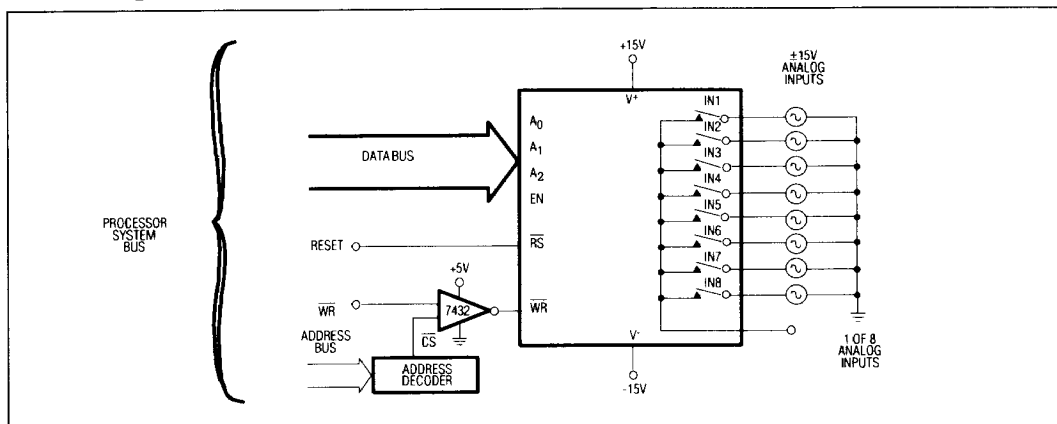 PROCESSOR
SYSTEM
BUS
DATA BUS
RESET
WR
ADDRESS
BUS
+5V
7432
CS
ADDRESS
DECODER
+15V
V+
A0
A1
A2
EN
RS
WR
V-
-15V
IN1
IN2
IN3
IN4
IN5
IN6
IN7
IN8
±15V
ANALOG
INPUTS
1 OF 8
ANALOG
INPUTS